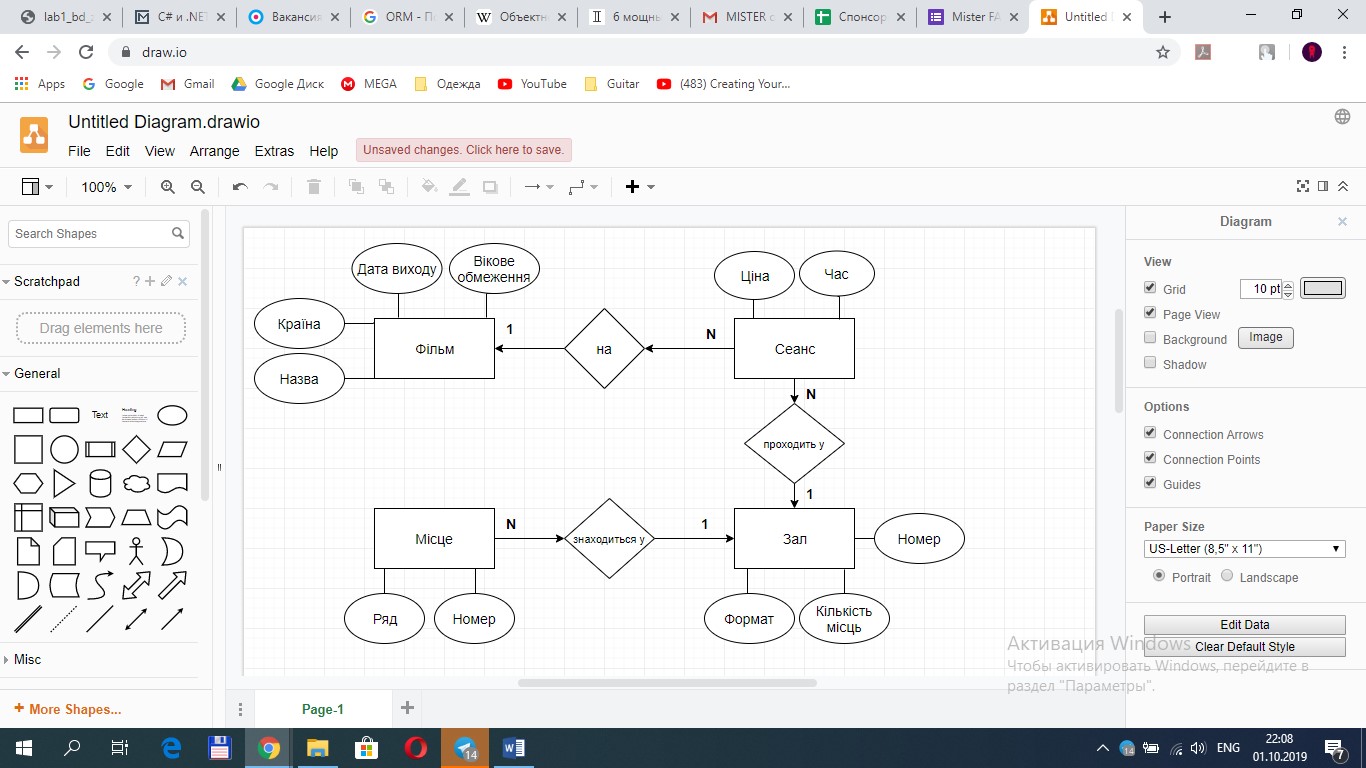 lab1_bd_
C# и .NE
Вакансия
ORM - П
Объектн
6 мощны
MISTER
Спонсор
Mister FA
Untitled
draw.io
Apps
Google
Gmail
Google Диск
MEGA
Одежда
YouTube
Guitar
(483) Creating Your...
Untitled Diagram.drawio
File Edit View Arrange Extras Help
Unsaved changes. Click here to save.
100%
Search Shapes
Scratchpad
?
Drag elements here
General
Text
Heading
Misc
+ More Shapes...
Дата виходу
Вікове
обмеження
Країна
Назва
Фільм
1
на
N
Ціна
Час
Сеанс
N
проходить у
1
Місце
N
знаходиться у
1
Зал
Номер
Ряд
Номер
Формат
Кількість
місць
Page-1
Diagram
View
Grid
10 pt
Page View
Background
Image
Shadow
Options
Connection Arrows
Connection Points
Guides
Paper Size
US-Letter (8,5" x 11")
Portrait
Landscape
Edit Data
Clear Default Style
Активация Windows
Чтобы активировать Windows, перейдите в
раздел "Параметры".
14
14
ENG
22:08
01.10.2019
7